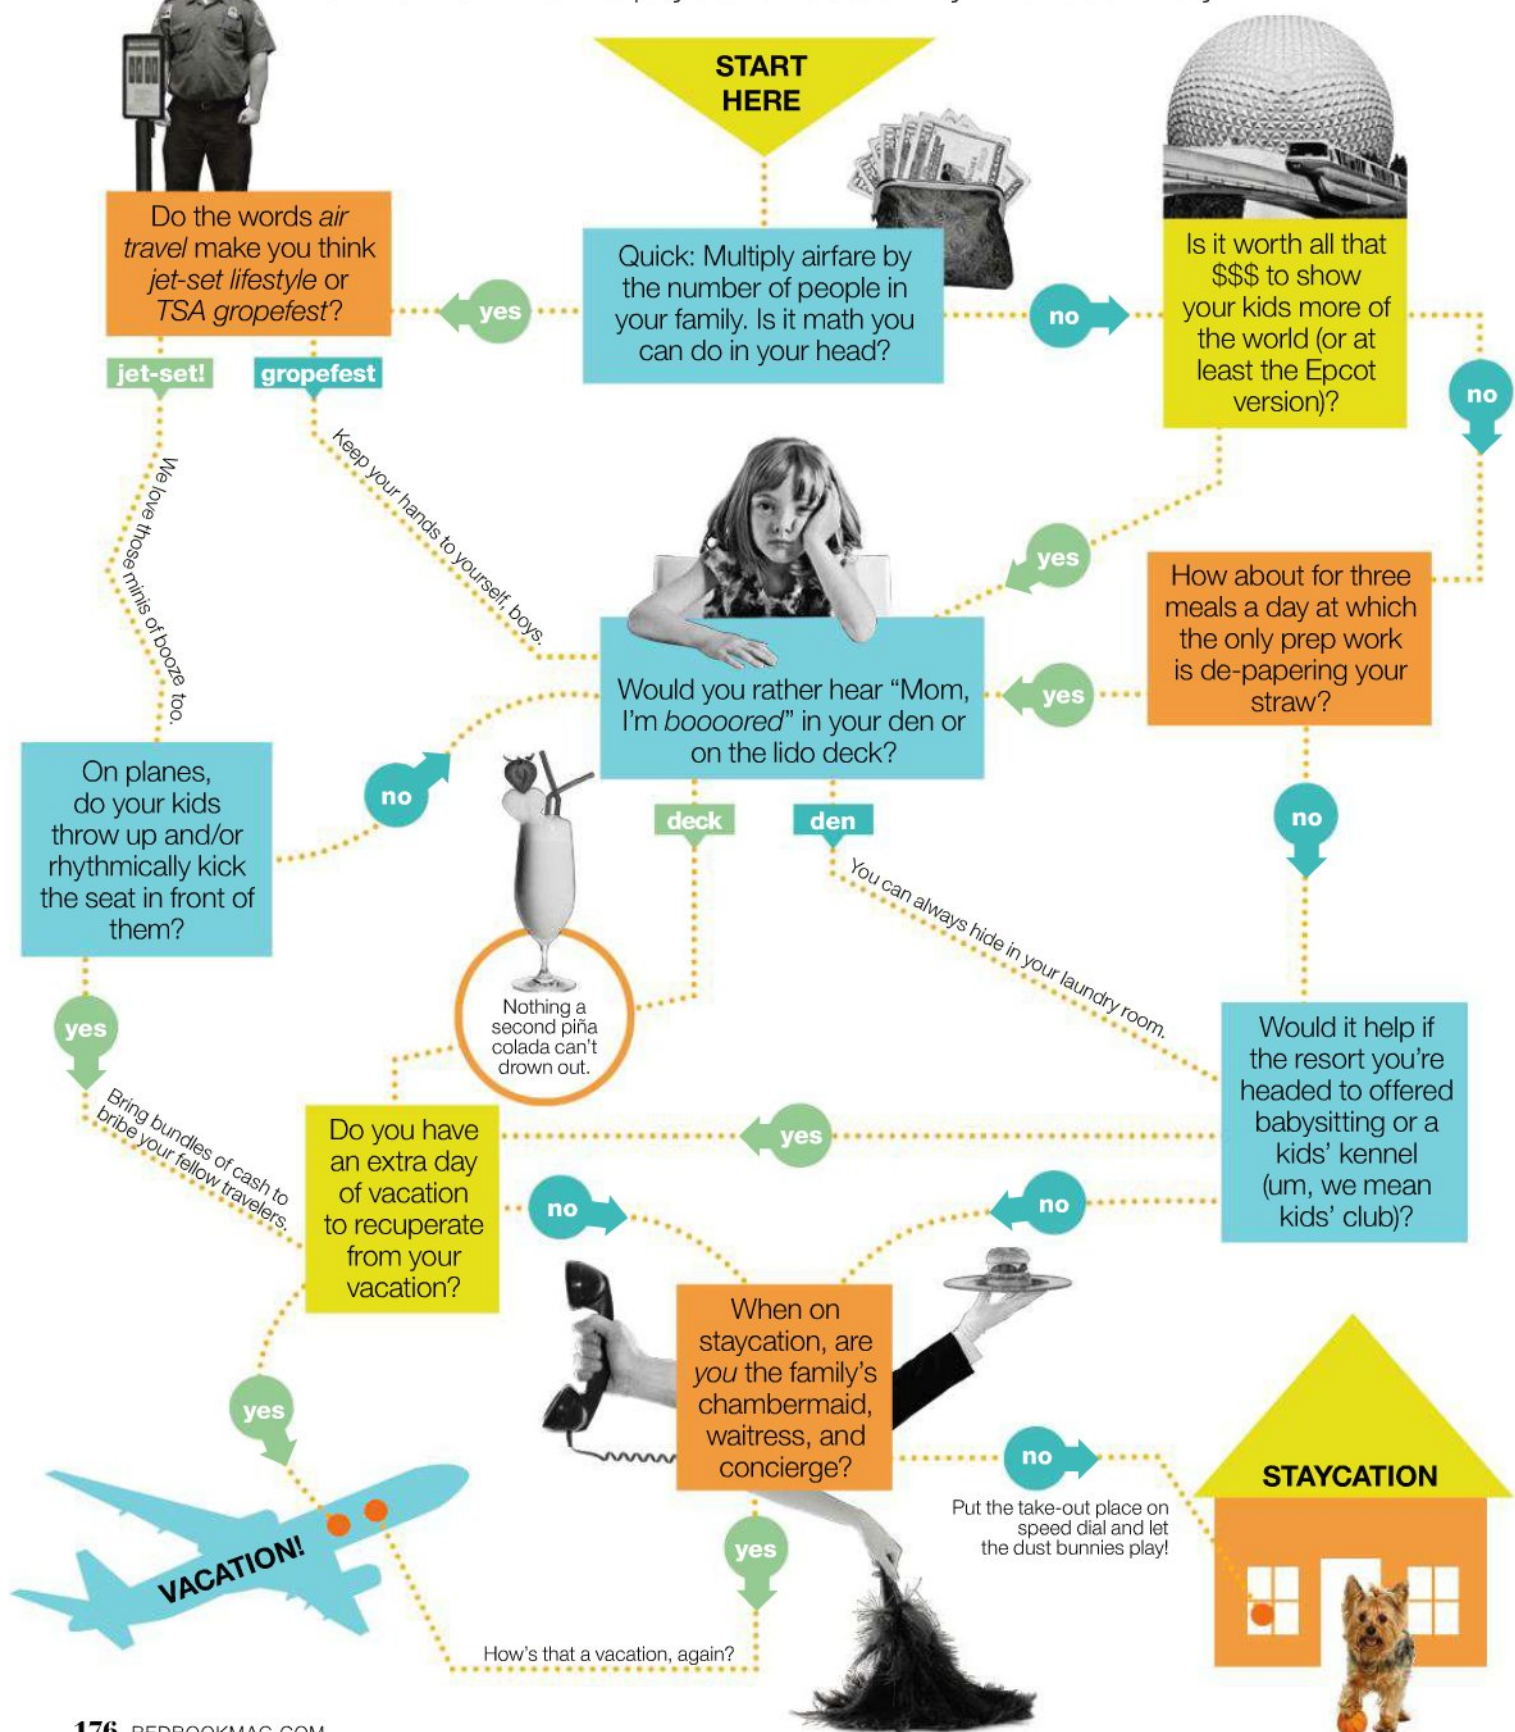 START
HERE
Quick: Multiply airfare by
the number of people in
your family. Is it math you
can do in your head?
yes
no
Do the words air
travel make you think
jet-set lifestyle or
TSA gropefest?
jet-set!
gropefest
We love those minis of booze too.
Keep your hands to yourself, boys.
Is it worth all that
$$$ to show
your kids more of
the world (or at
least the Epcot
version)?
no
yes
How about for three
meals a day at which
the only prep work
is de-papering your
straw?
yes
no
Would you rather hear “Mom,
I’m boooored” in your den or
on the lido deck?
deck
den
You can always hide in your laundry room.
Nothing a
second piña
colada can’t
drown out.
On planes,
do your kids
throw up and/or
rhythmically kick
the seat in front of
them?
no
yes
Bring bundles of cash to
bribe your fellow travelers.
Would it help if
the resort you’re
headed to offered
babysitting or a
kids’ kennel
(um, we mean
kids’ club)?
yes
no
Do you have
an extra day
of vacation
to recuperate
from your
vacation?
no
yes
When on
staycation, are
you the family’s
chambermaid,
waitress, and
concierge?
no
Put the take-out place on
speed dial and let
the dust bunnies play!
yes
How’s that a vacation, again?
VACATION!
STAYCATION
176 REDBOOKMAG.COM